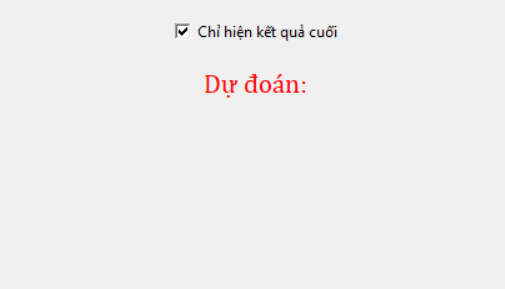 Chỉ hiện kết quả cuối
Dự đoán: